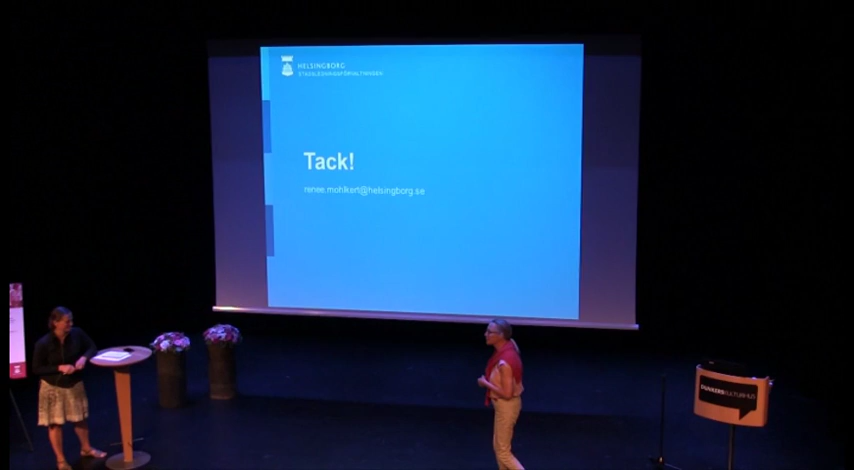 HELSINGBORG
STADSLEDNINGSFÖRVALTNINGEN
Tack!
renee.mohlkert@helsingborg.se
DUNKERSKULTURHUS